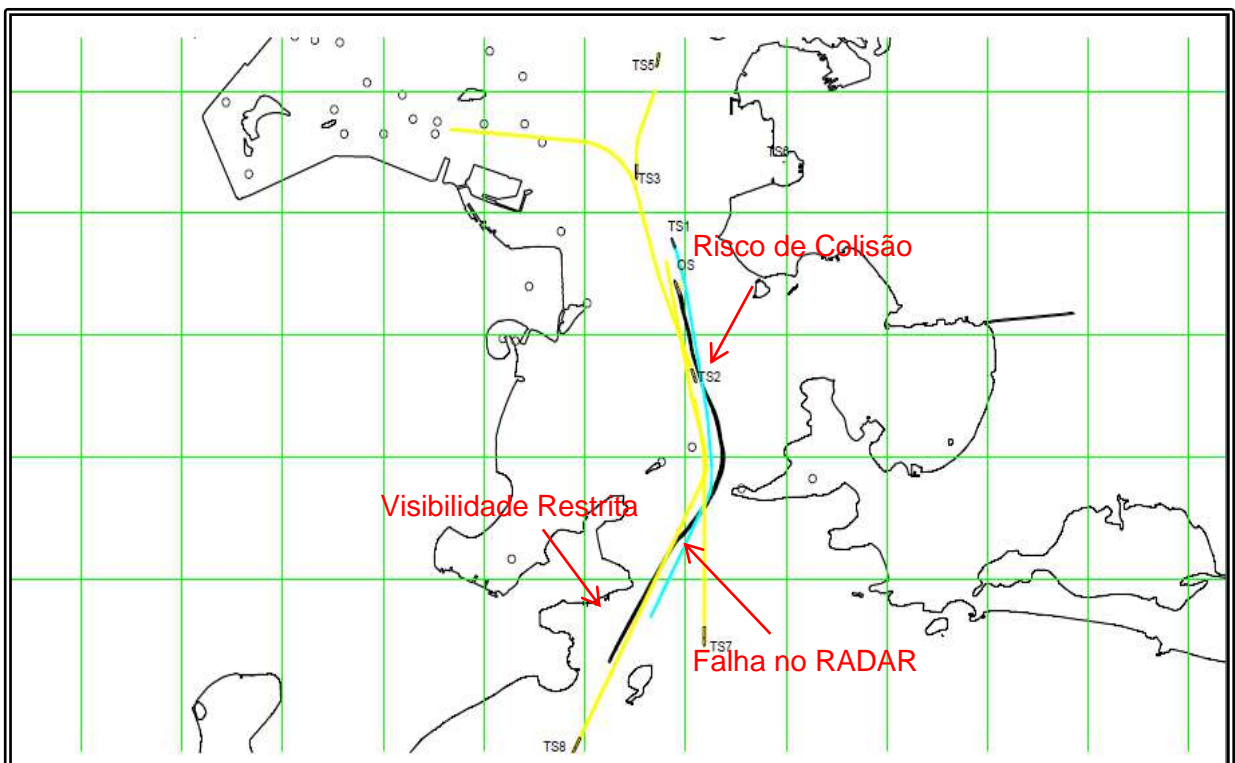 TS5
TS6
TS3
TS1
Risco de Colisão
OS
TS2
Visibilidade Restrita
TS7
Falha no RADAR
TS8